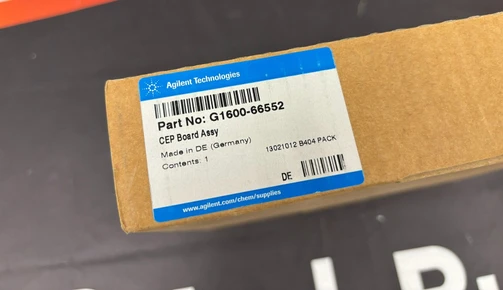 Agilent Technologies
Part No: G1600-66552
CEP Board Assy
Made in DE (Germany)
Contents: 1
13021012 B404 PACK
DE
www.agilent.com/chem/supplies